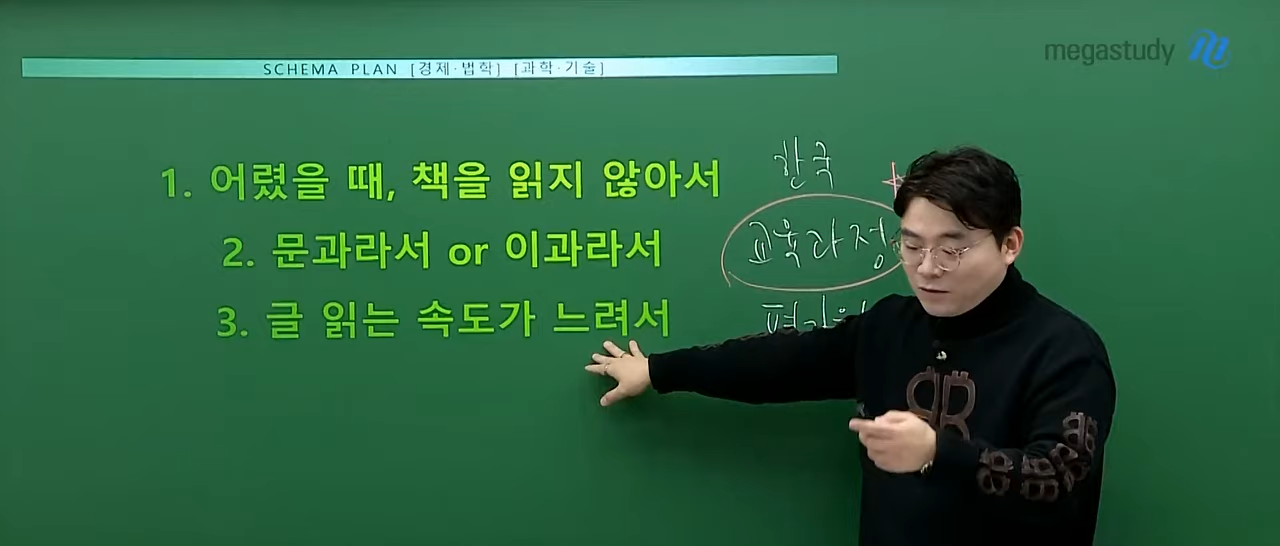 megastudy
SCHEMA PLAN [경제·법학] [과학·기술]
1. 어렸을 때, 책을 읽지 않아서
2. 문과라서 or 이과라서
3. 글 읽는 속도가 느려서
한국
교육과정